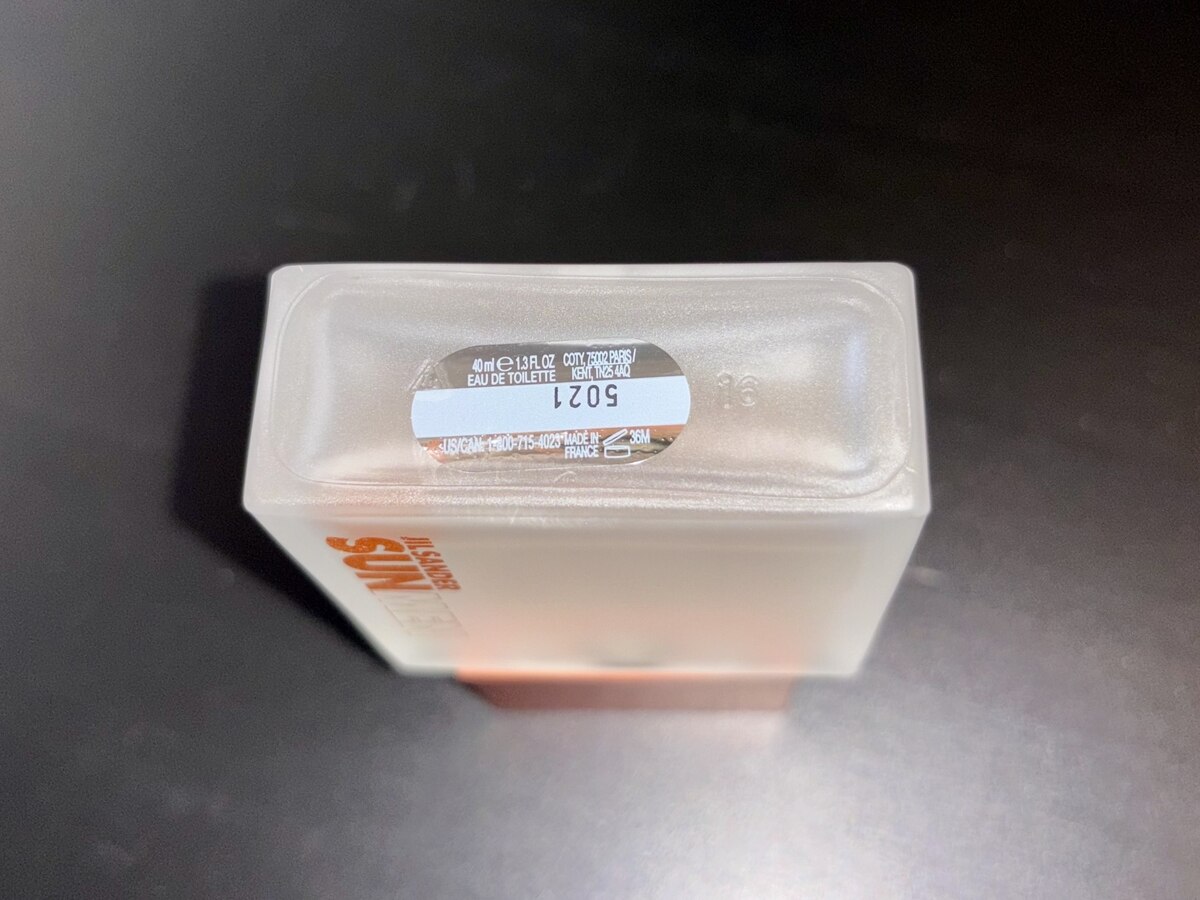 40 ml ℮ 1.3 FL OZ
EAU DE TOILETTE
COTY, 75002 PARIS /
KENT, TN25 4AQ
5021
US/CAN: 1-800-715-4023
MADE IN
FRANCE
36M
16
JIL SANDER
SUN